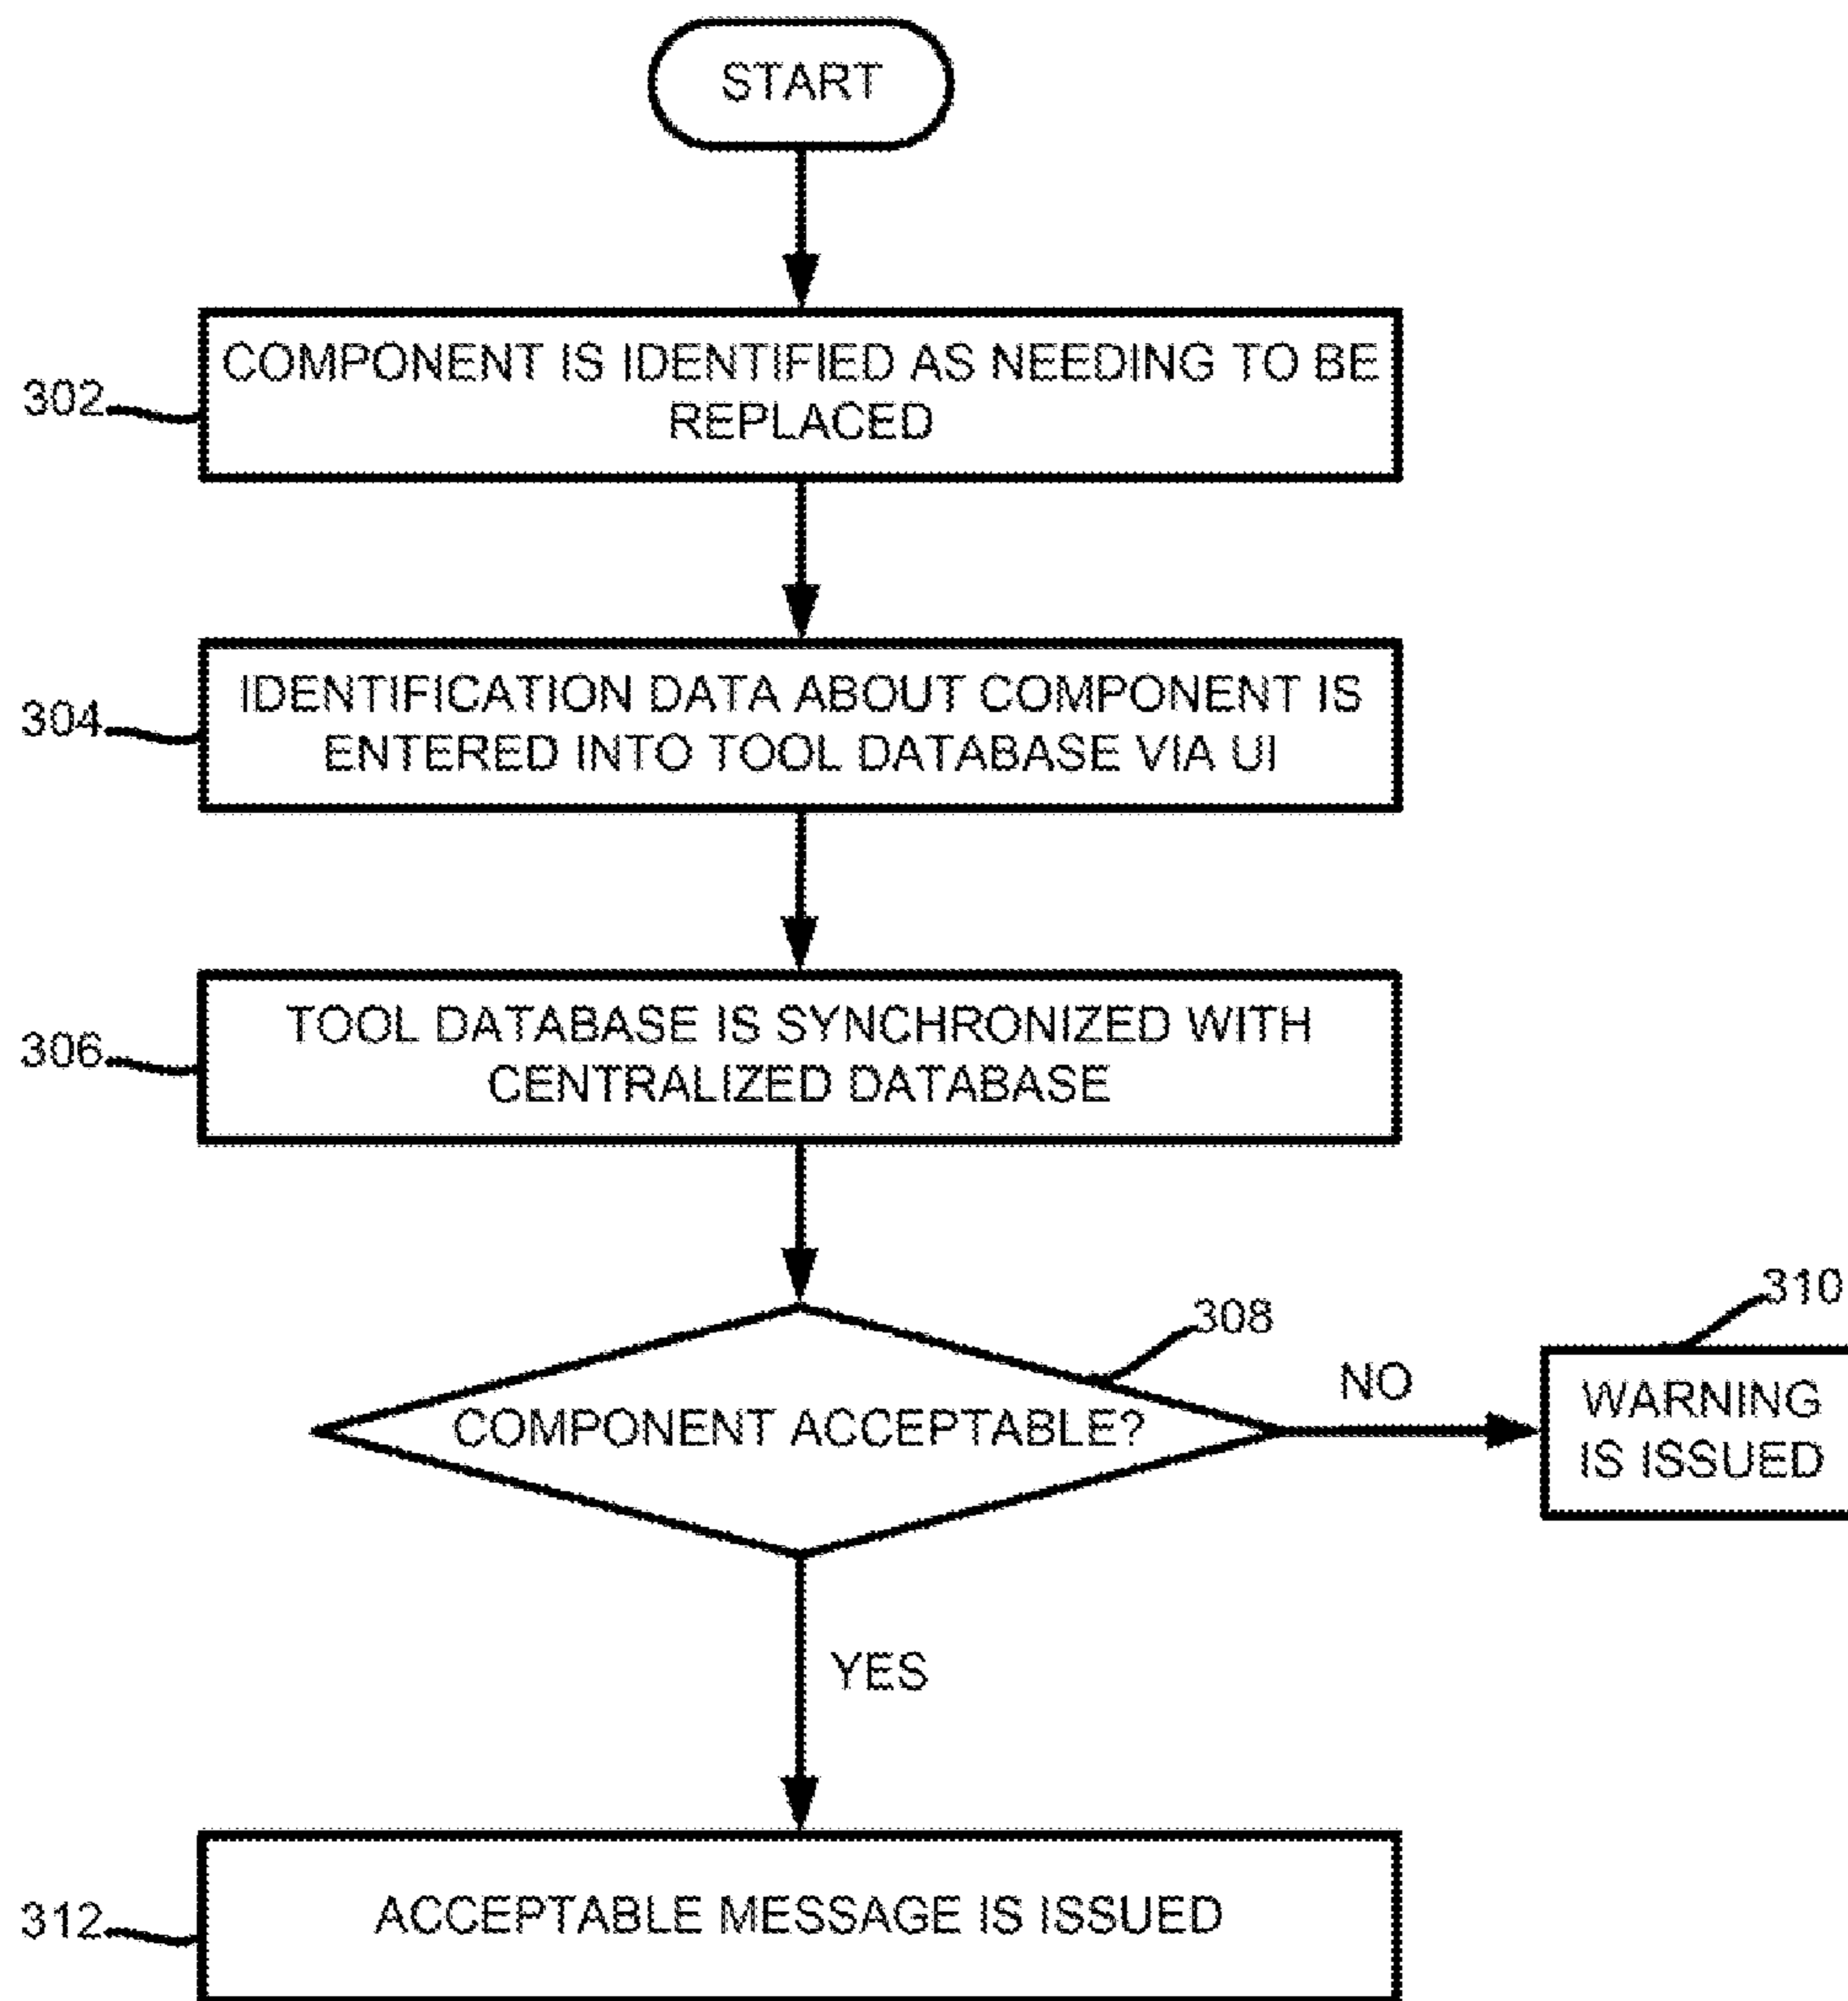 START
302
COMPONENT IS IDENTIFIED AS NEEDING TO BE
REPLACED
304
IDENTIFICATION DATA ABOUT COMPONENT IS
ENTERED INTO TOOL DATABASE VIA UI
306
TOOL DATABASE IS SYNCHRONIZED WITH
CENTRALIZED DATABASE
308
COMPONENT ACCEPTABLE?
NO
310
WARNING
IS ISSUED
YES
312
ACCEPTABLE MESSAGE IS ISSUED